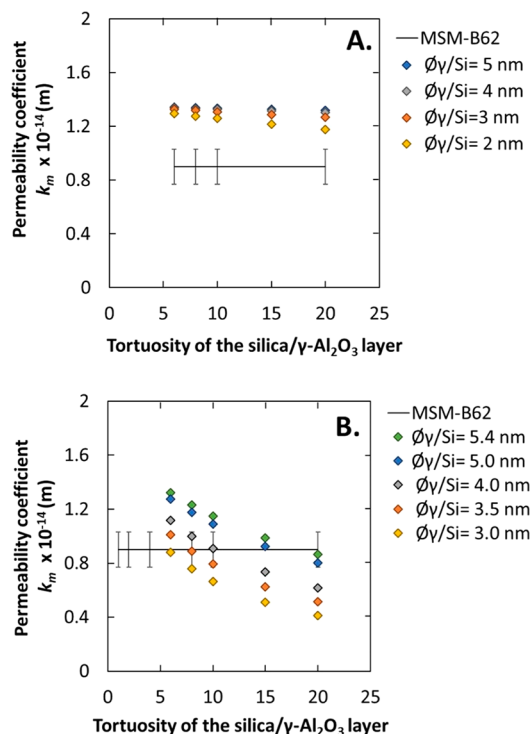 A.
Permeability coefficient
kₘ x 10⁻¹⁴ (m)
2
1.6
1.2
0.8
0.4
0
0 5 10 15 20 25
Tortuosity of the silica/γ-Al₂O₃ layer
MSM-B62
Øγ/Si= 5 nm
Øγ/Si= 4 nm
Øγ/Si=3 nm
Øγ/Si= 2 nm
B.
Permeability coefficient
kₘ x 10⁻¹⁴ (m)
2
1.6
1.2
0.8
0.4
0
0 5 10 15 20 25
Tortuosity of the silica/γ-Al₂O₃ layer
MSM-B62
Øγ/Si= 5.4 nm
Øγ/Si= 5.0 nm
Øγ/Si= 4.0 nm
Øγ/Si= 3.5 nm
Øγ/Si= 3.0 nm